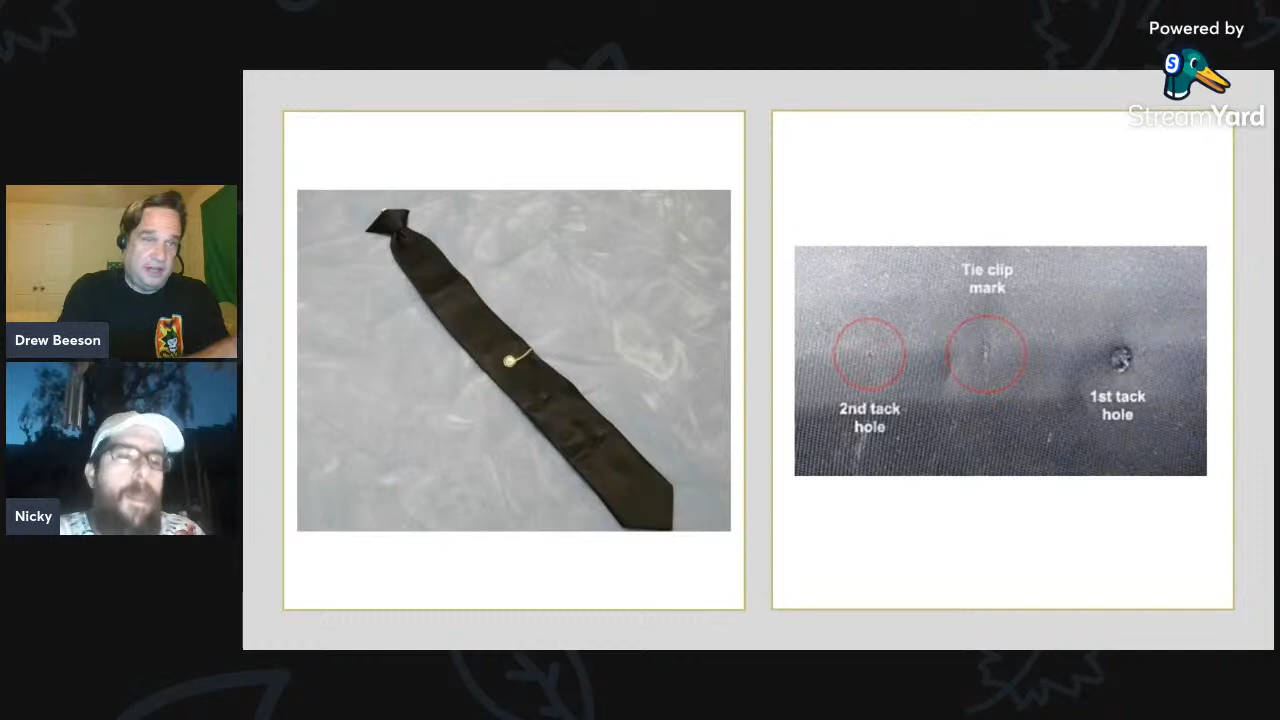 Powered by
StreamYard
Drew Beeson
Nicky
Tie clip
mark
2nd tack
hole
1st tack
hole